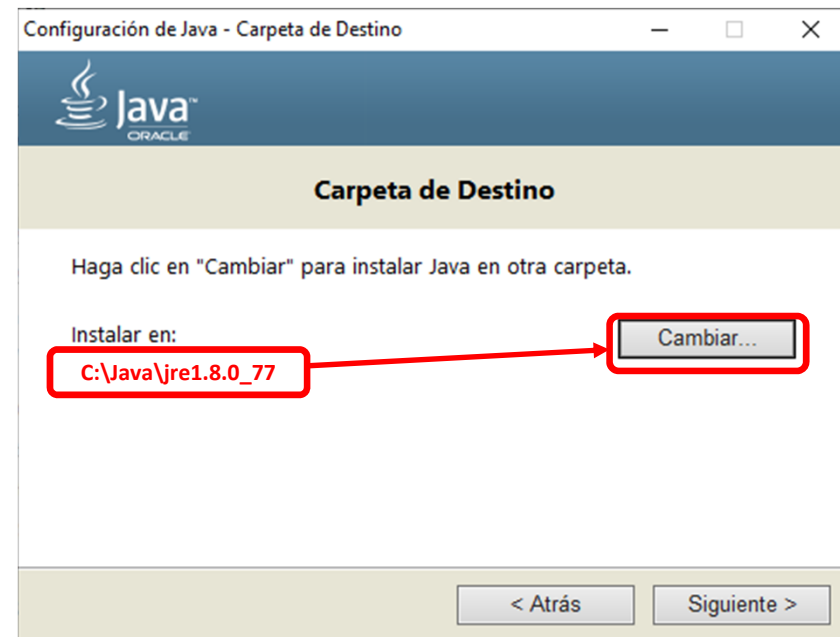 Configuración de Java - Carpeta de Destino
Java™
ORACLE
Carpeta de Destino
Haga clic en "Cambiar" para instalar Java en otra carpeta.
Instalar en:
Cambiar...
C:\Java\jre1.8.0_77
< Atrás
Siguiente >